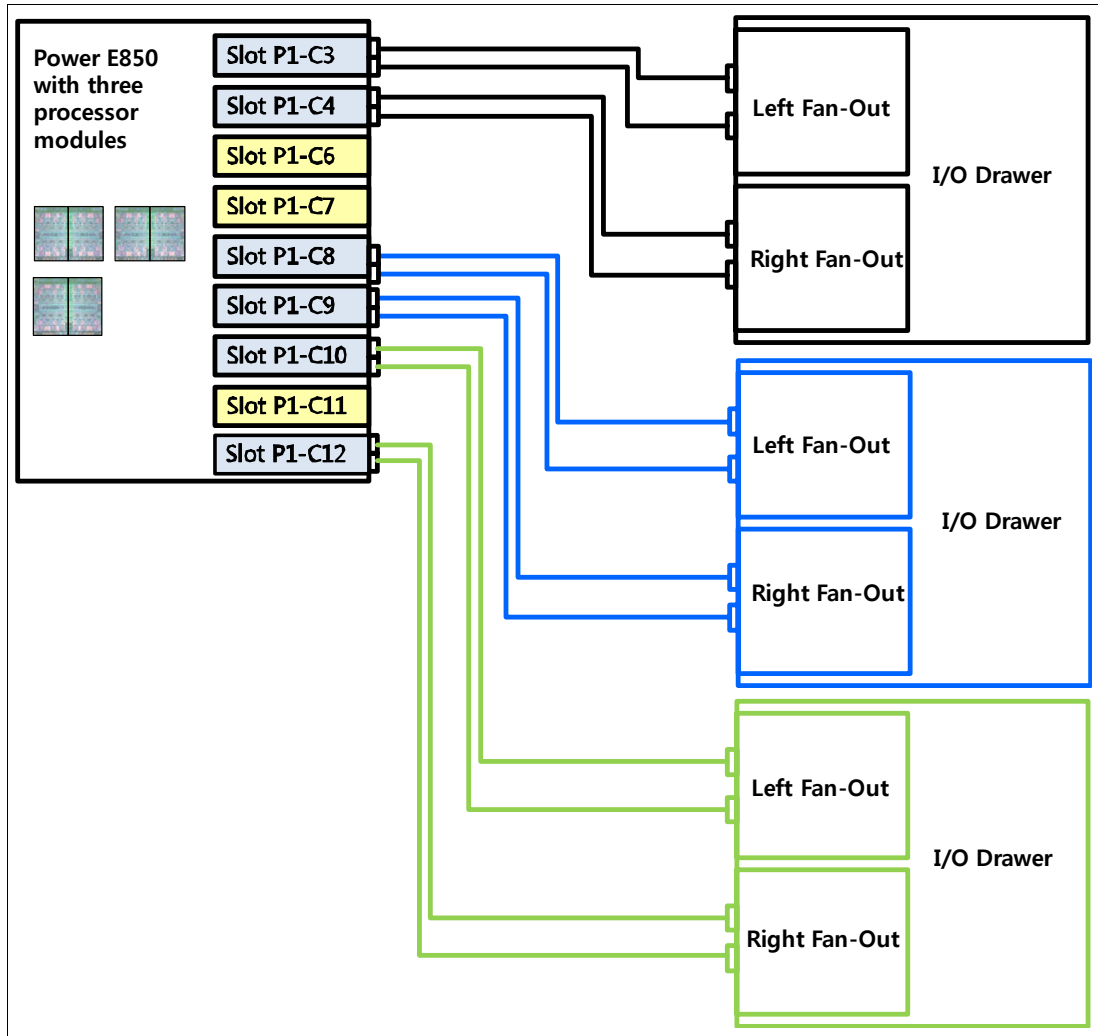 Power E850
with three
processor
modules
Slot P1-C3
Slot P1-C4
Slot P1-C6
Slot P1-C7
Slot P1-C8
Slot P1-C9
Slot P1-C10
Slot P1-C11
Slot P1-C12
Left Fan-Out
Right Fan-Out
I/O Drawer
Left Fan-Out
Right Fan-Out
I/O Drawer
Left Fan-Out
Right Fan-Out
I/O Drawer